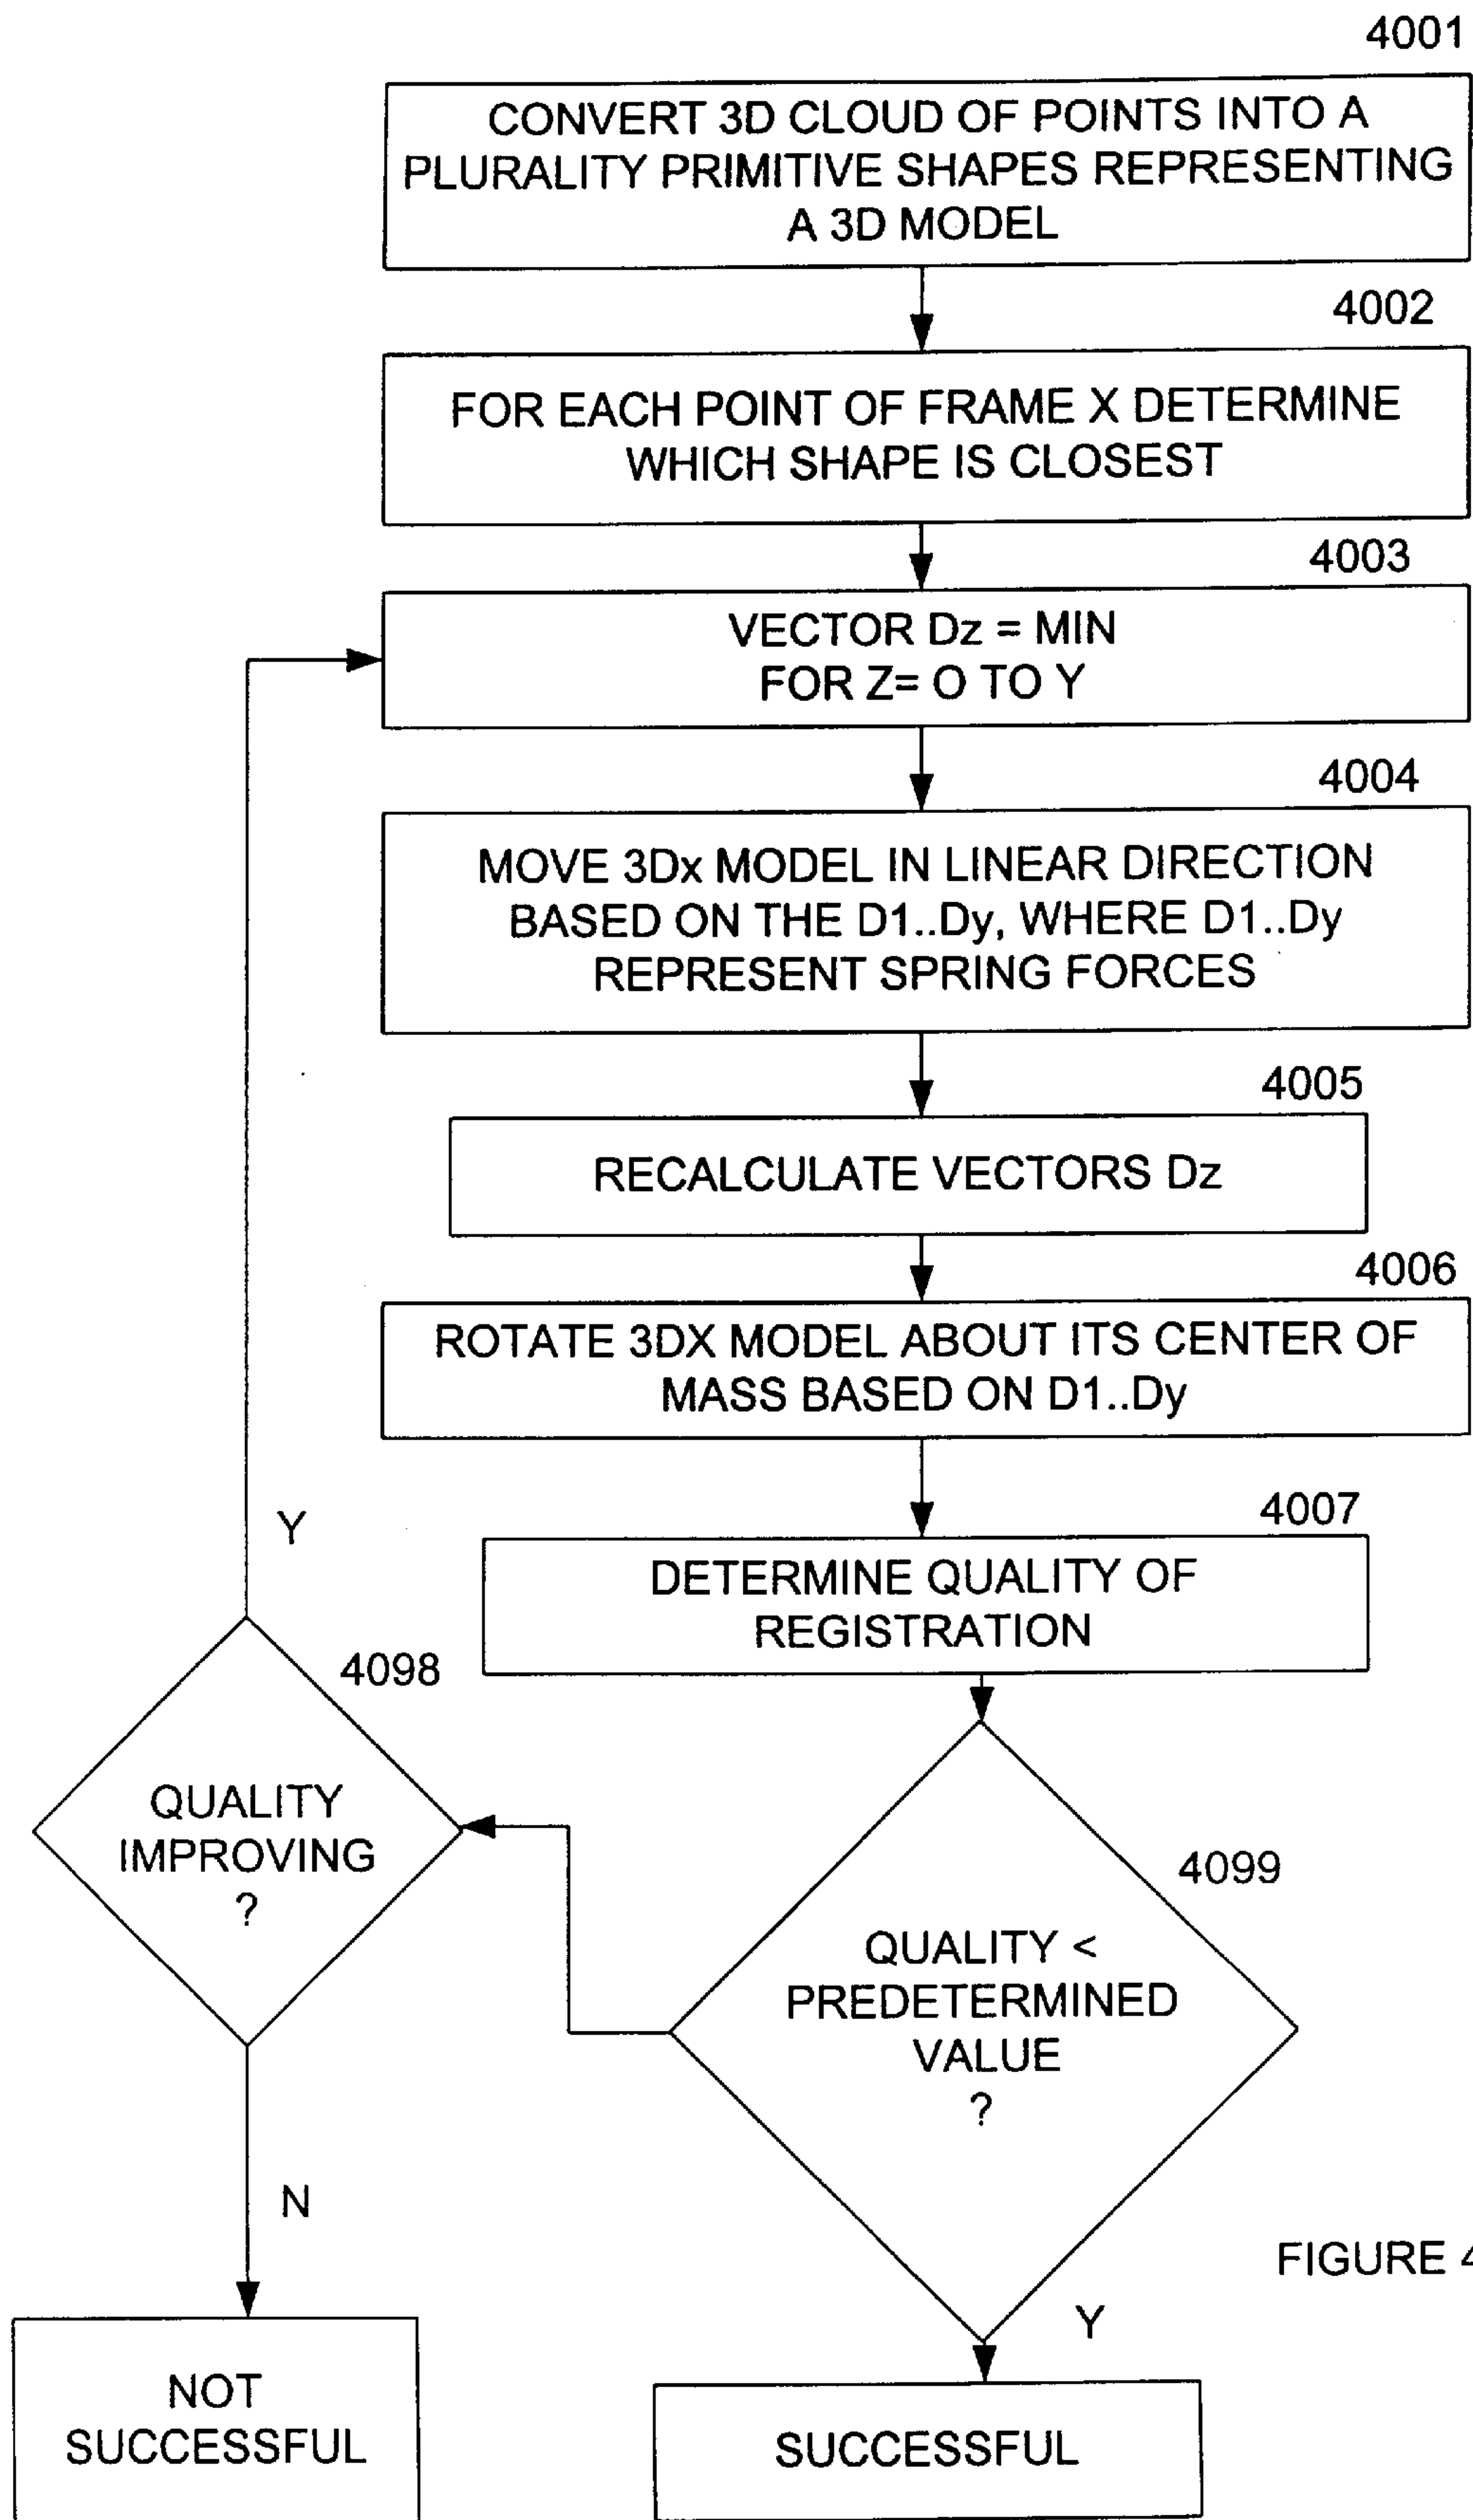 4001
CONVERT 3D CLOUD OF POINTS INTO A
PLURALITY PRIMITIVE SHAPES REPRESENTING
A 3D MODEL
4002
FOR EACH POINT OF FRAME X DETERMINE
WHICH SHAPE IS CLOSEST
4003
VECTOR Dz = MIN
FOR Z= O TO Y
4004
MOVE 3Dx MODEL IN LINEAR DIRECTION
BASED ON THE D1..Dy, WHERE D1..Dy
REPRESENT SPRING FORCES
4005
RECALCULATE VECTORS Dz
4006
ROTATE 3DX MODEL ABOUT ITS CENTER OF
MASS BASED ON D1..Dy
4007
DETERMINE QUALITY OF
REGISTRATION
Y
4098
QUALITY
IMPROVING
?
4099
QUALITY <
PREDETERMINED
VALUE
?
N
Y
FIGURE 4
NOT
SUCCESSFUL
SUCCESSFUL